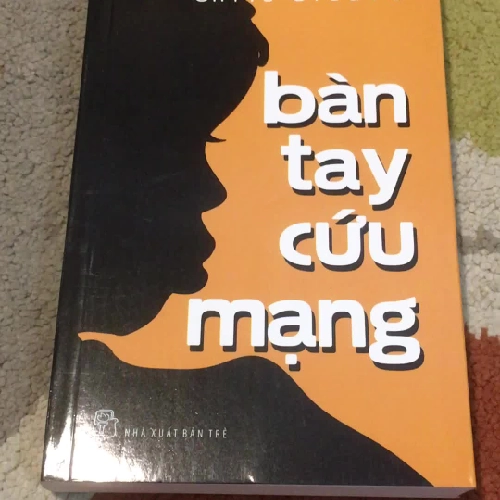 bàn
tay
cứu
mạng
NHÀ XUẤT BẢN TRẺ